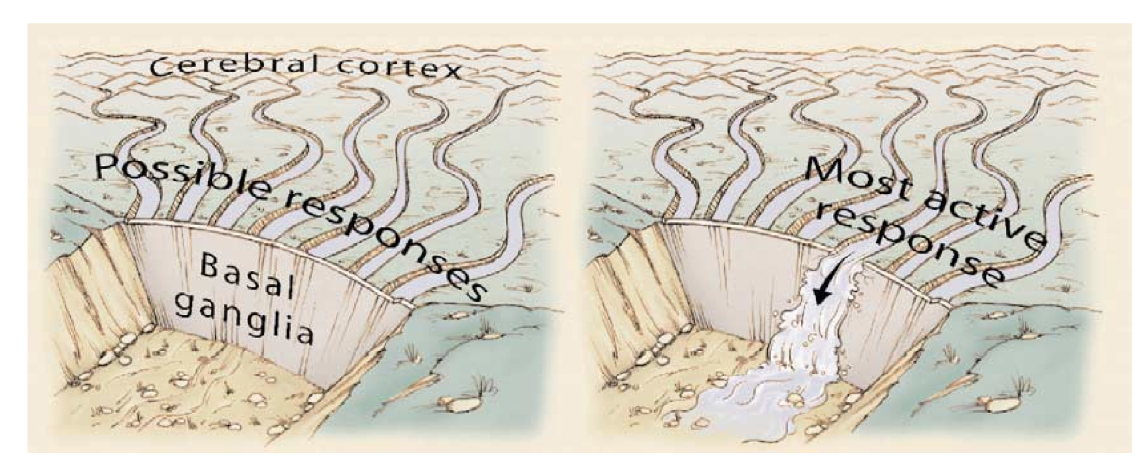 Cerebral cortex
Possible responses
Basal
ganglia
Most active
response